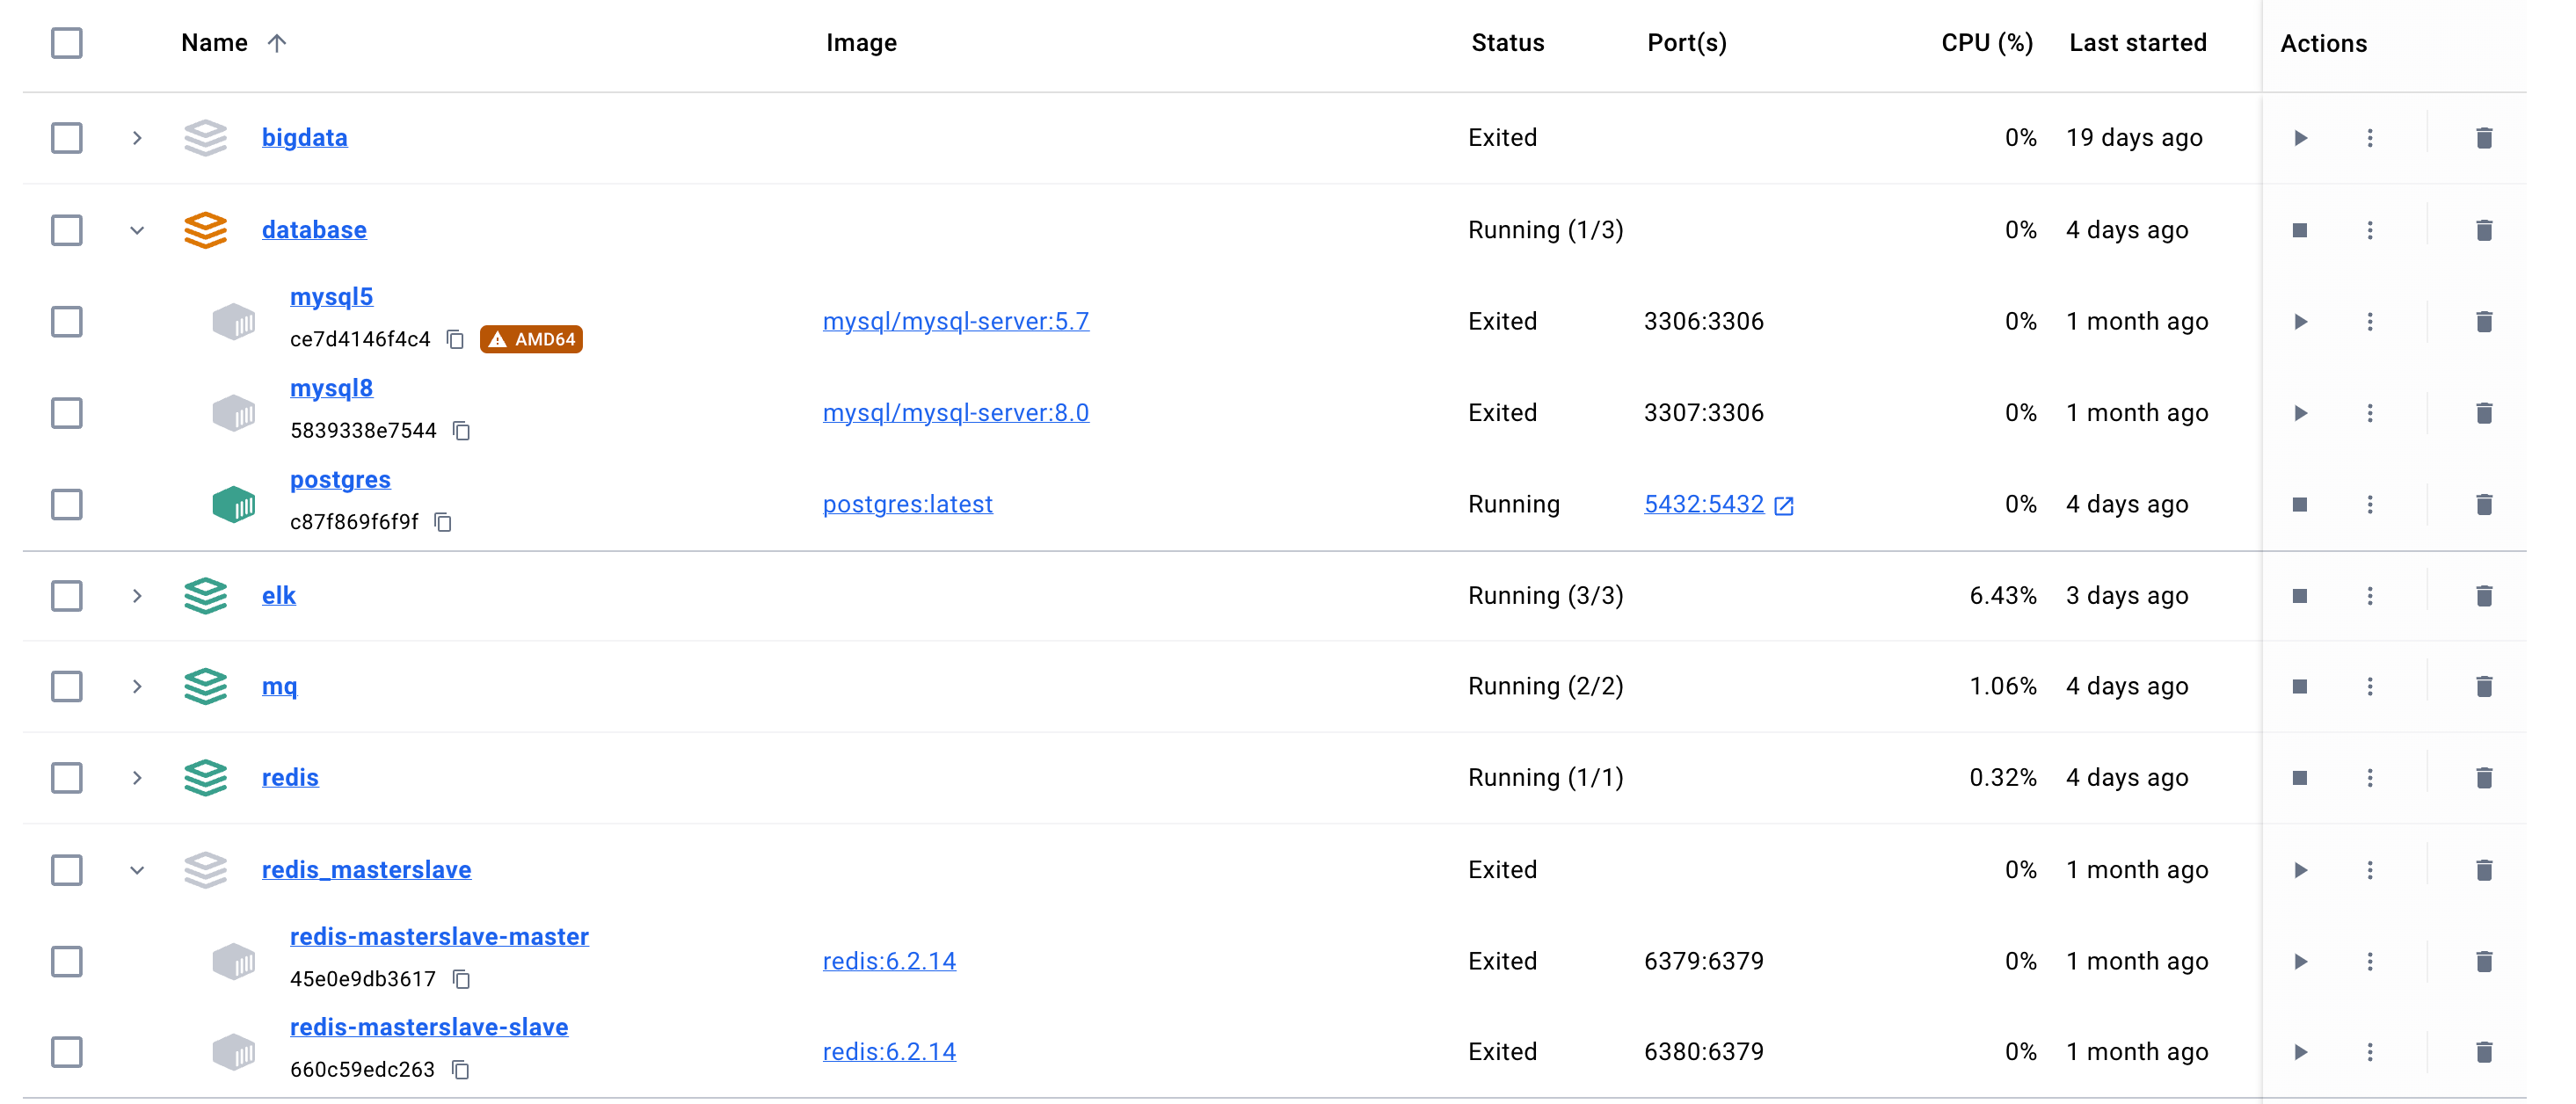 Name Image Status Port(s) CPU (%) Last started Actions
bigdata Exited 0% 19 days ago
database Running (1/3) 0% 4 days ago
mysql5
ce7d4146f4c4 AMD64 mysql/mysql-server:5.7 Exited 3306:3306 0% 1 month ago
mysql8
5839338e7544 mysql/mysql-server:8.0 Exited 3307:3306 0% 1 month ago
postgres
c87f869f6f9f postgres:latest Running 5432:5432 0% 4 days ago
elk Running (3/3) 6.43% 3 days ago
mq Running (2/2) 1.06% 4 days ago
redis Running (1/1) 0.32% 4 days ago
redis_masterslave Exited 0% 1 month ago
redis-masterslave-master
45e0e9db3617 redis:6.2.14 Exited 6379:6379 0% 1 month ago
redis-masterslave-slave
660c59edc263 redis:6.2.14 Exited 6380:6379 0% 1 month ago